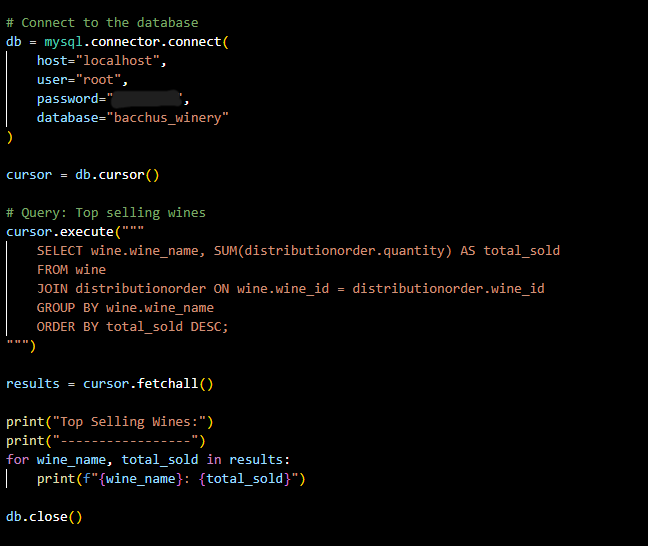 # Connect to the database
db = mysql.connector.connect(
    host="localhost",
    user="root",
    password="",
    database="bacchus_winery"
)
cursor = db.cursor()
# Query: Top selling wines
cursor.execute("""
    SELECT wine.wine_name, SUM(distributionorder.quantity) AS total_sold
    FROM wine
    JOIN distributionorder ON wine.wine_id = distributionorder.wine_id
    GROUP BY wine.wine_name
    ORDER BY total_sold DESC;
""")
results = cursor.fetchall()
print("Top Selling Wines:")
print("-----------------")
for wine_name, total_sold in results:
    print(f"{wine_name}: {total_sold}")
db.close()